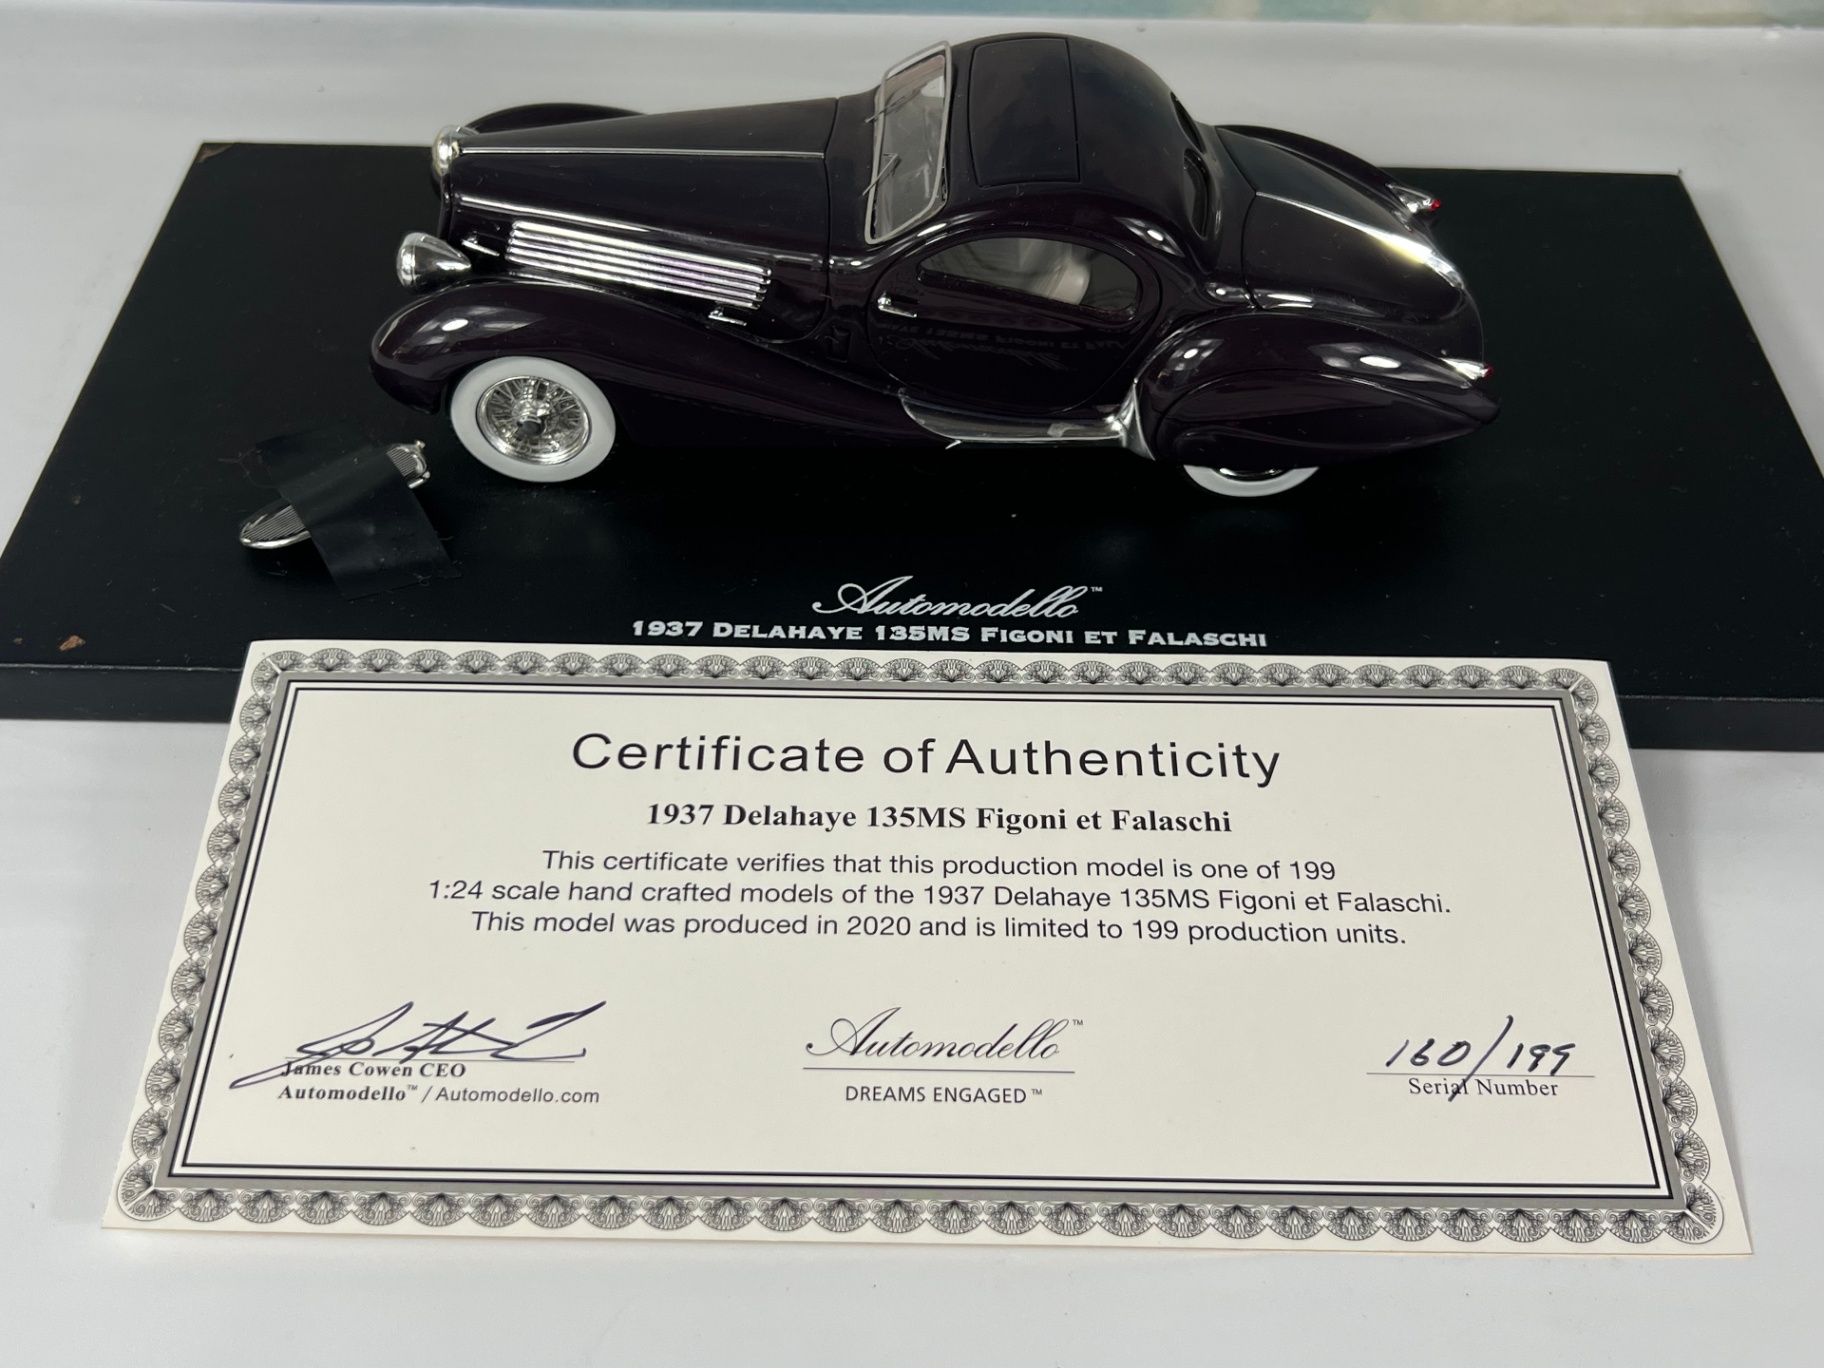 Automodello™
1937 DELAHAYE 135MS FIGONI ET FALASCHI
Certificate of Authenticity
1937 Delahaye 135MS Figoni et Falaschi
This certificate verifies that this production model is one of 199
1:24 scale hand crafted models of the 1937 Delahaye 135MS Figoni et Falaschi.
This model was produced in 2020 and is limited to 199 production units.
James Cowen CEO
Automodello™ / Automodello.com
Automodello™
DREAMS ENGAGED™
160/199
Serial Number